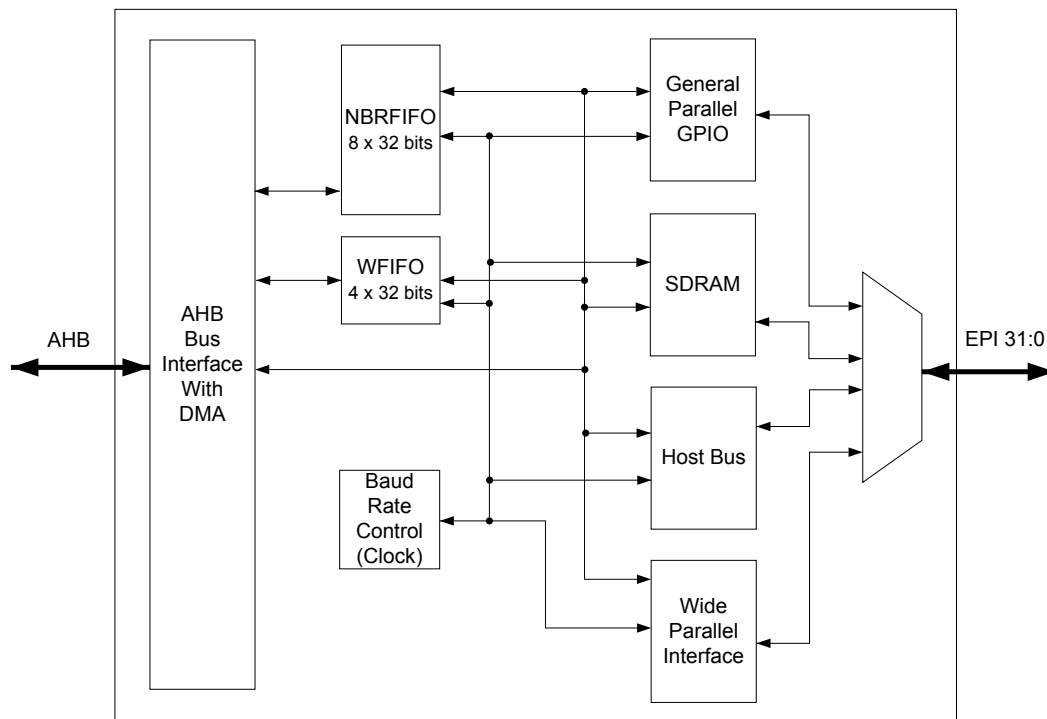 General
Parallel
GPIO
NBRFIFO
8 x 32 bits
WFIFO
4 x 32 bits
SDRAM
AHB
AHB
Bus
Interface
With
DMA
EPI 31:0
Host Bus
Baud
Rate
Control
(Clock)
Wide
Parallel
Interface